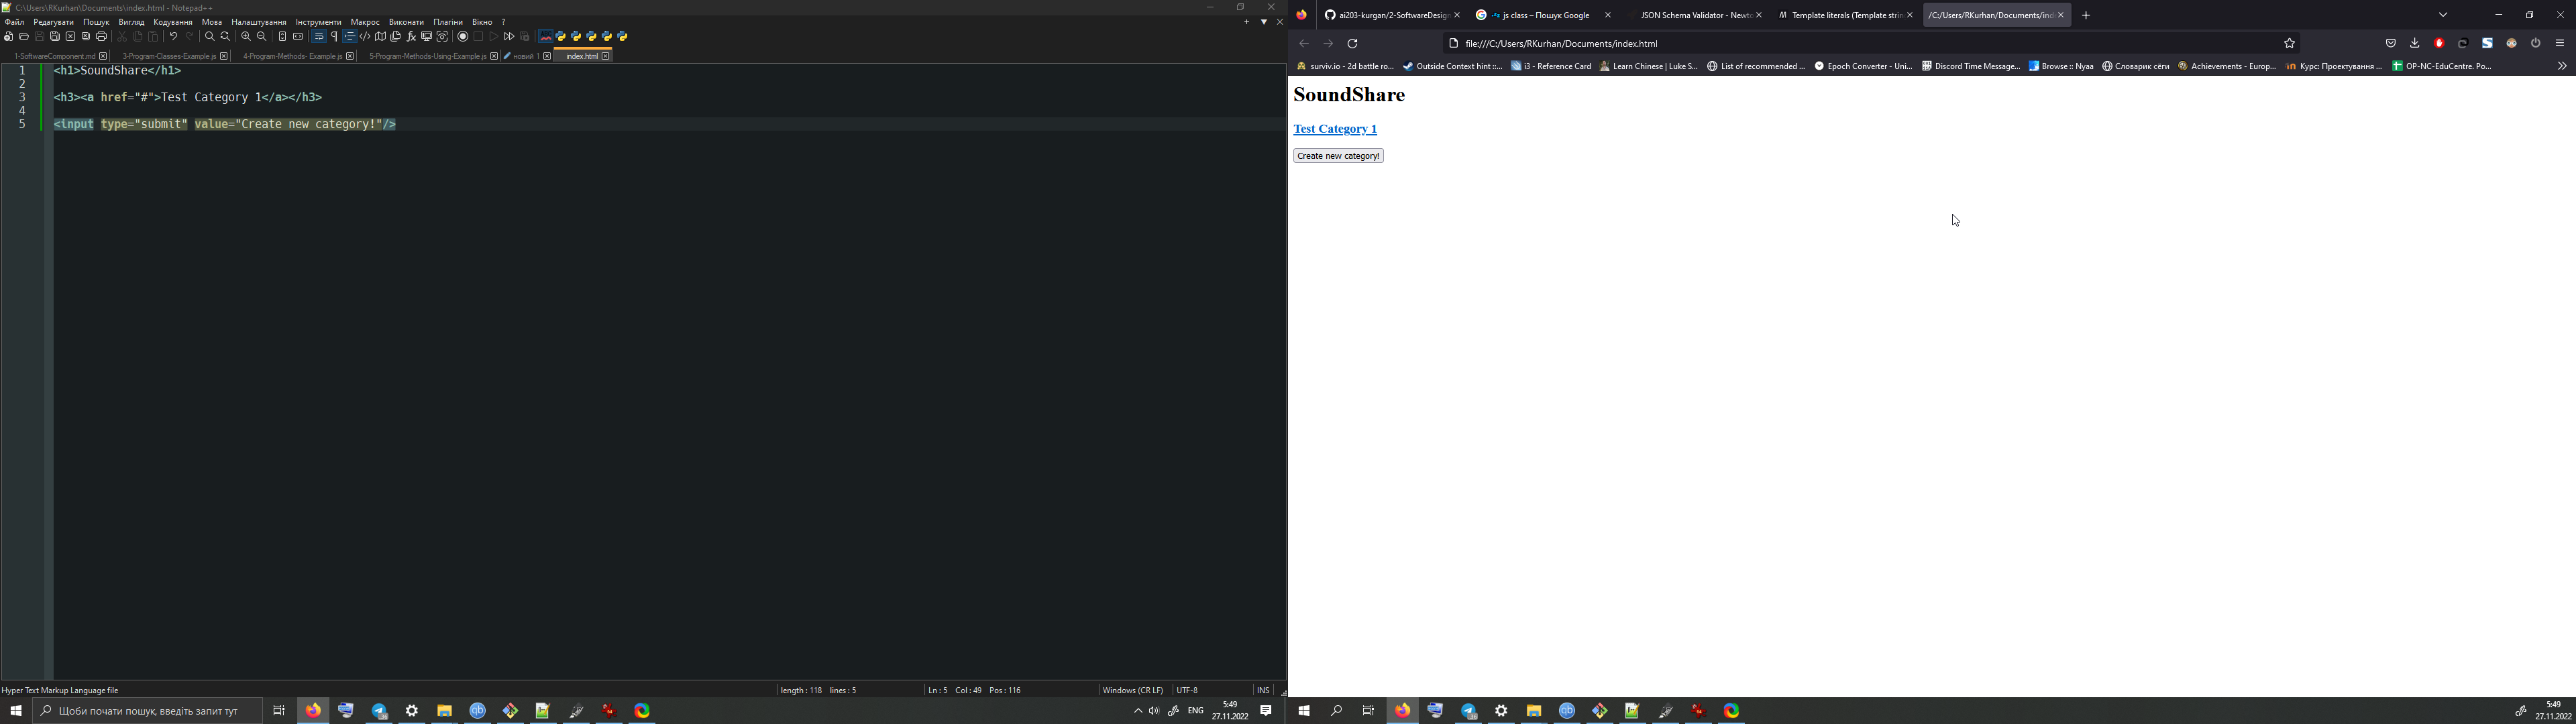 C:\Users\RKurhan\Documents\index.html - Notepad++
Файл Редагувати Пошук Вигляд Кодування Мова Налаштування Інструменти Макрос Виконати Плагіни Вікно ?
1-SoftwareComponent.md 3-Program-Classes-Example.js 4-Program-Methods- Example.js 5-Program-Methods-Using-Example.js новий 1 index.html
1 <h1>SoundShare</h1>
2
3 <h3><a href="#">Test Category 1</a></h3>
4
5 <input type="submit" value="Create new category!"/>
Hyper Text Markup Language file length : 118 lines : 5 Ln : 5 Col : 49 Pos : 116 Windows (CR LF) UTF-8 INS
Щоби почати пошук, введіть запит тут
ENG
5:49
27.11.2022
ai203-kurgan/2-SoftwareDesign js class – Пошук Google JSON Schema Validator - Newto Template literals (Template strin /C:/Users/RKurhan/Documents/inde
file:///C:/Users/RKurhan/Documents/index.html
surviv.io - 2d battle ro... Outside Context hint ::... i3 - Reference Card Learn Chinese | Luke S... List of recommended ... Epoch Converter - Uni... Discord Time Message... Browse :: Nyaa Словарик сёги Achievements - Europ... Курс: Проектування ... OP-NC-EduCentre. Po...
SoundShare
Test Category 1
Create new category!
5:49
27.11.2022